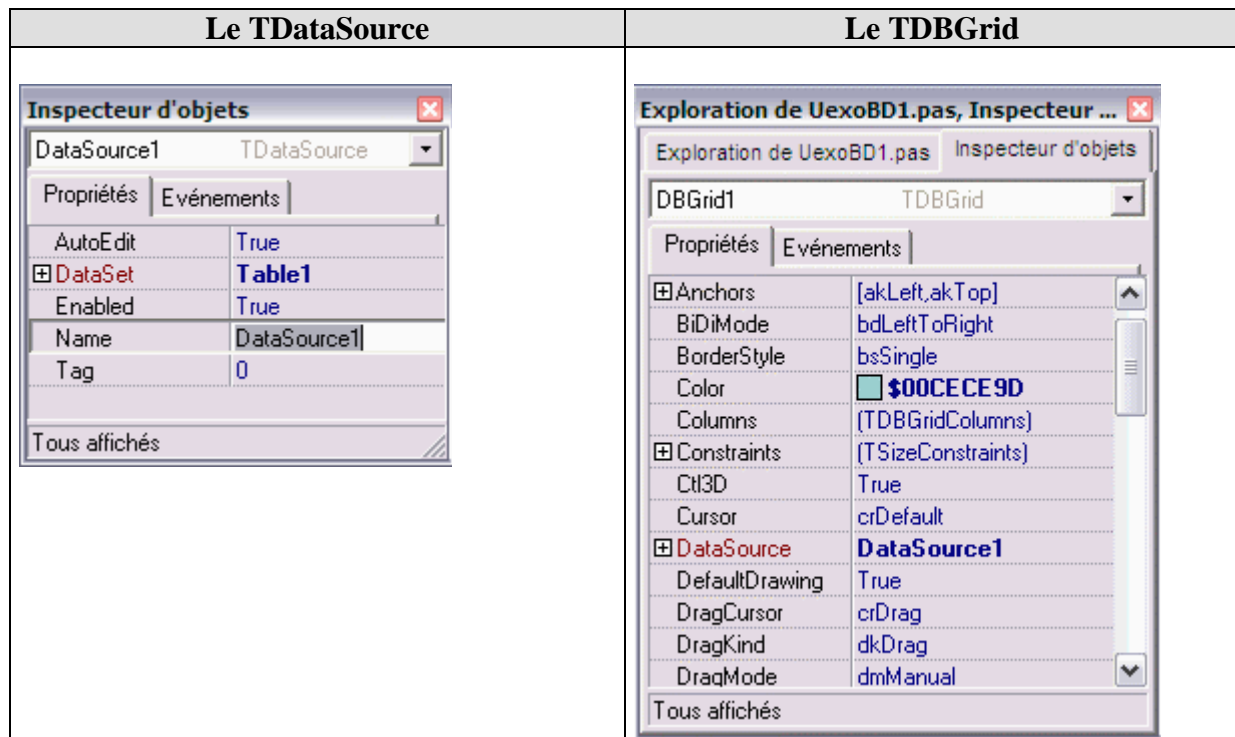 Le TDataSource
Le TDBGrid
Inspecteur d'objets
DataSource1 TDataSource
Propriétés Evénements
AutoEdit True
DataSet Table1
Enabled True
Name DataSource1
Tag 0
Tous affichés
Exploration de UexoBD1.pas, Inspecteur ...
Exploration de UexoBD1.pas Inspecteur d'objets
DBGrid1 TDBGrid
Propriétés Evénements
Anchors [akLeft,akTop]
BiDiMode bdLeftToRight
BorderStyle bsSingle
Color $00CECE9D
Columns (TDBGridColumns)
Constraints (TSizeConstraints)
Ctl3D True
Cursor crDefault
DataSource DataSource1
DefaultDrawing True
DragCursor crDrag
DragKind dkDrag
DragMode dmManual
Tous affichés